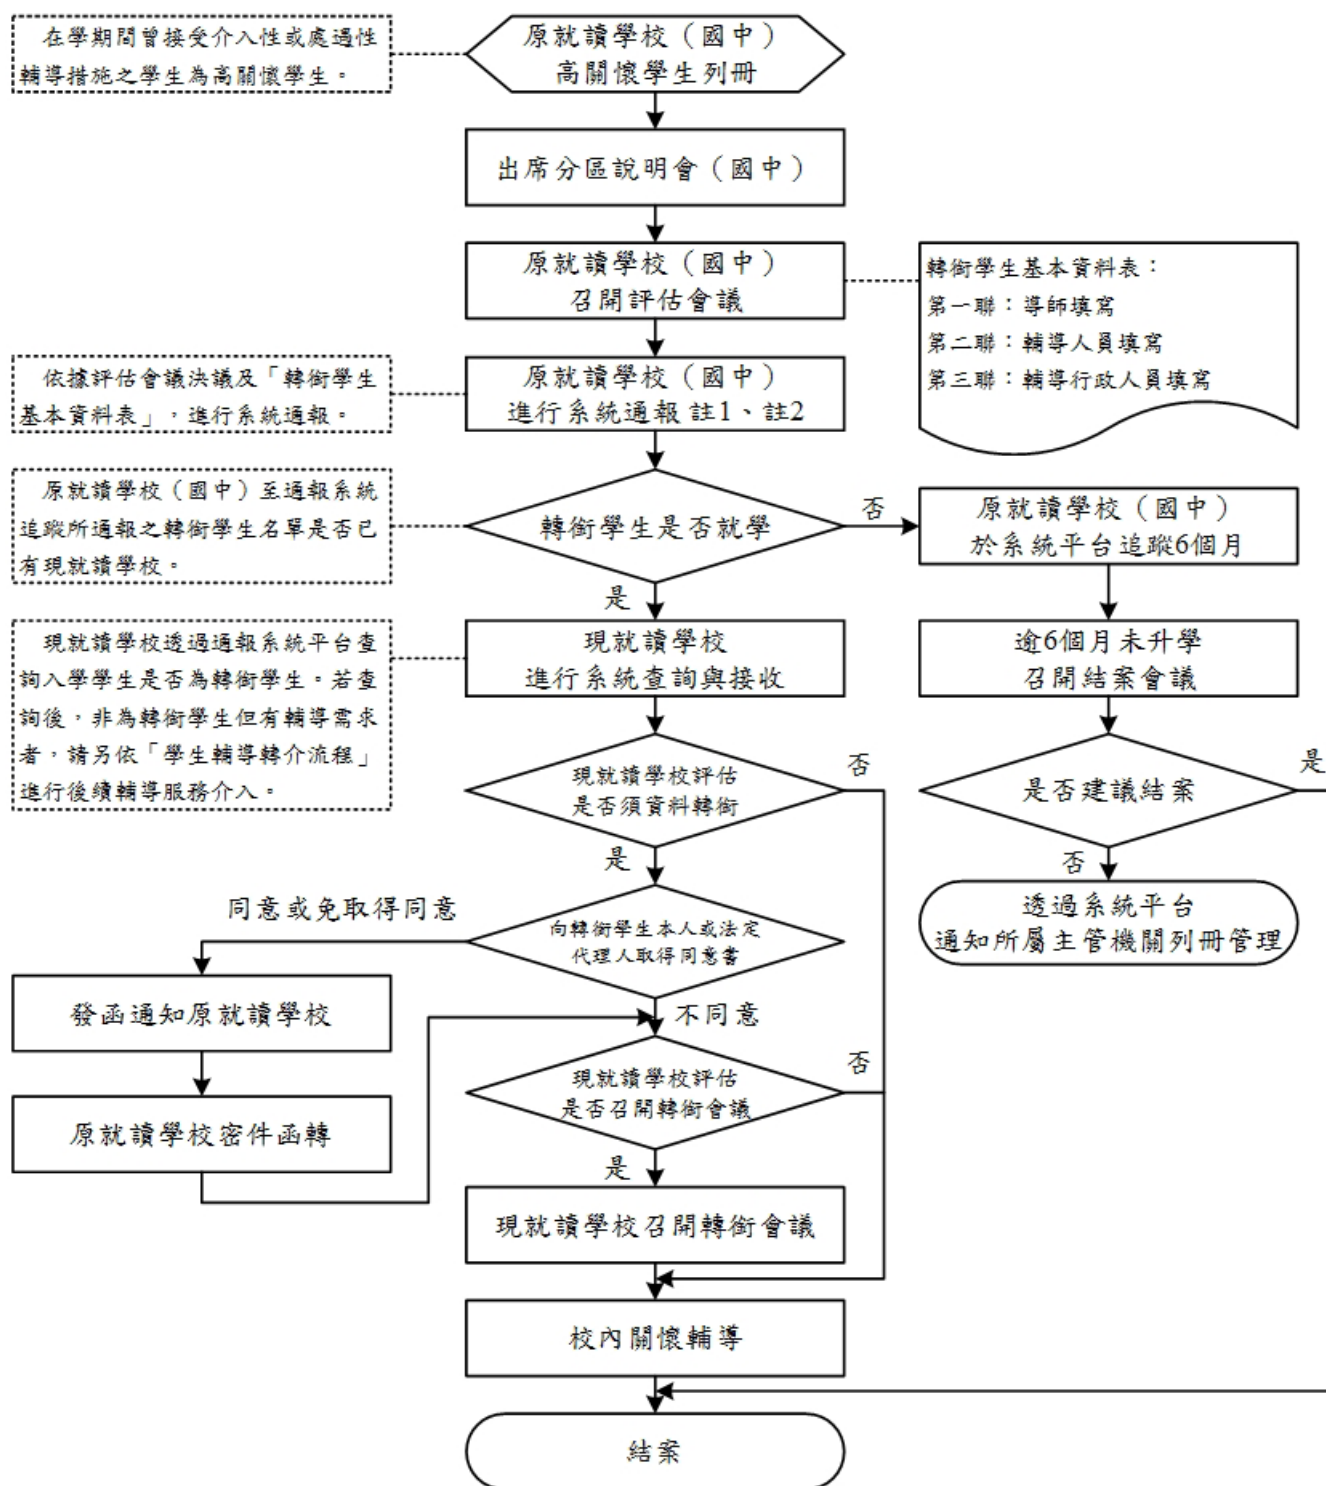 在學期間曾接受介入性或處遇性
輔導措施之學生為高關懷學生。
原就讀學校（國中）
高關懷學生列冊
出席分區說明會（國中）
原就讀學校（國中）
召開評估會議
轉銜學生基本資料表：
第一聯：導師填寫
第二聯：輔導人員填寫
第三聯：輔導行政人員填寫
依據評估會議決議及「轉銜學生
基本資料表」，進行系統通報。
原就讀學校（國中）
進行系統通報 註1、註2
原就讀學校（國中）至通報系統
追蹤所通報之轉銜學生名單是否已
有現就讀學校。
轉銜學生是否就學
否
原就讀學校（國中）
於系統平台追蹤6個月
是
現就讀學校透過通報系統平台查
詢入學學生是否為轉銜學生。若查
詢後，非為轉銜學生但有輔導需求
者，請另依「學生輔導轉介流程」
進行後續輔導服務介入。
現就讀學校
進行系統查詢與接收
逾6個月未升學
召開結案會議
現就讀學校評估
是否須資料轉銜
否
是否建議結案
是
是
否
同意或免取得同意
向轉銜學生本人或法定
代理人取得同意書
透過系統平台
通知所屬主管機關列冊管理
發函通知原就讀學校
不同意
現就讀學校評估
是否召開轉銜會議
否
原就讀學校密件函轉
是
現就讀學校召開轉銜會議
校內關懷輔導
結案